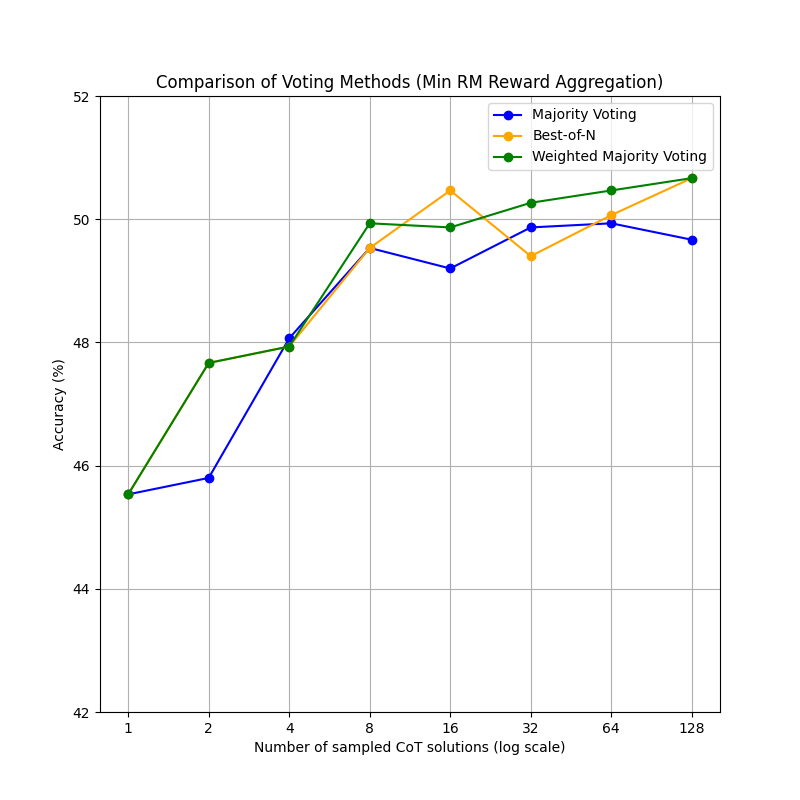 Comparison of Voting Methods (Min RM Reward Aggregation)
Majority Voting
Best-of-N
Weighted Majority Voting
52
50
48
46
44
42
Accuracy (%)
1 2 4 8 16 32 64 128
Number of sampled CoT solutions (log scale)